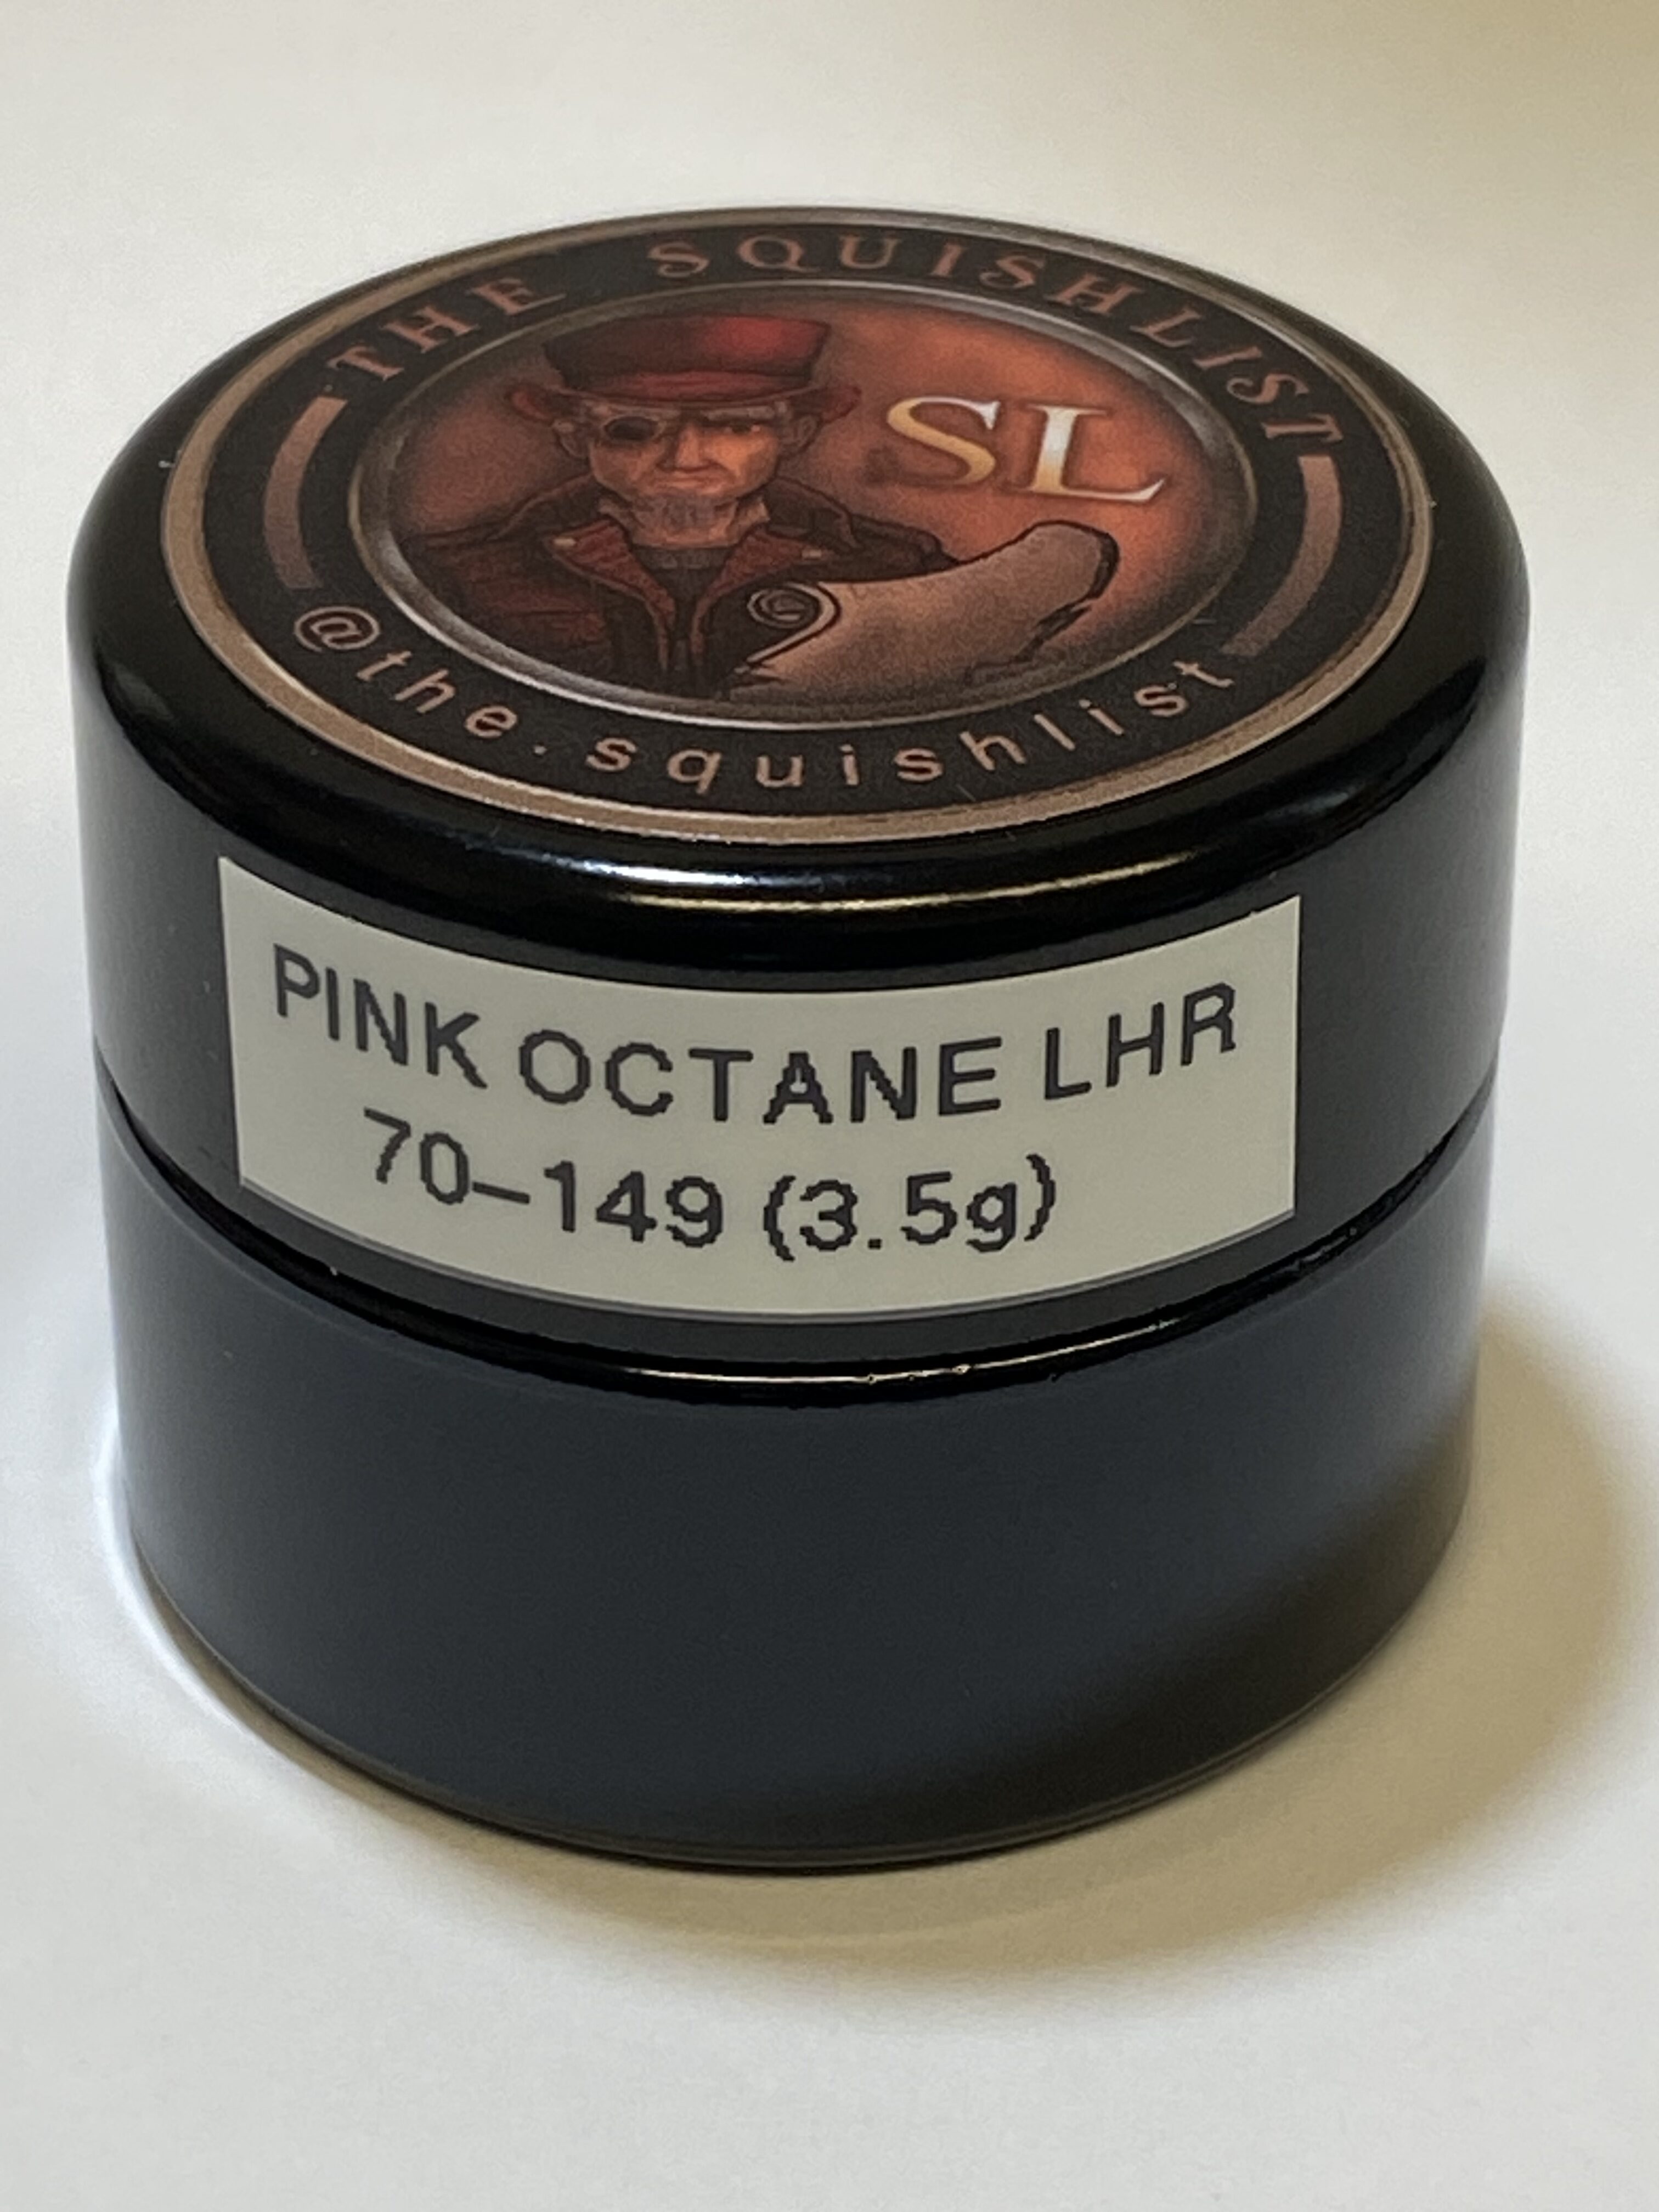 THE SQUISHLIST
SL
@the.squishlist
PINK OCTANE LHR
70-149 (3.5g)